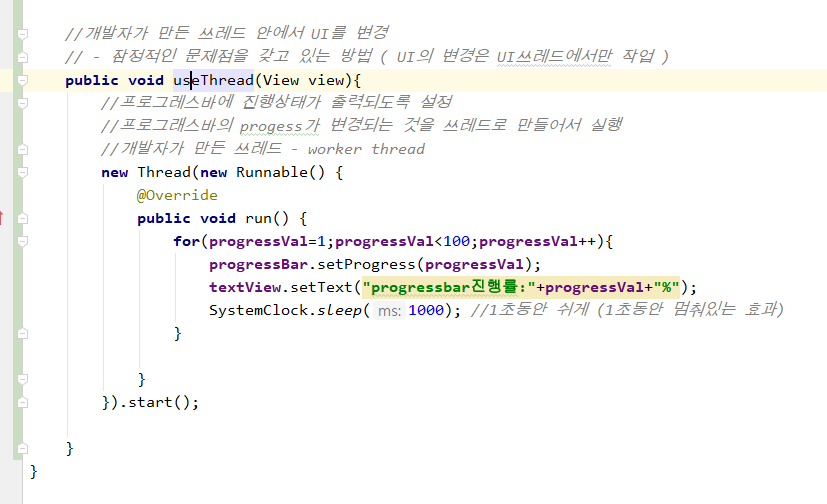 //개발자가 만든 쓰레드 안에서 UI를 변경
// - 잠정적인 문제점을 갖고 있는 방법 ( UI의 변경은 UI쓰레드에서만 작업 )
public void useThread(View view){
//프로그래스바에 진행상태가 출력되도록 설정
//프로그래스바의 progess가 변경되는 것을 쓰레드로 만들어서 실행
//개발자가 만든 쓰레드 - worker thread
new Thread(new Runnable() {
@Override
public void run() {
for(progressVal=1;progressVal<100;progressVal++){
progressBar.setProgress(progressVal);
textView.setText("progressbar진행률:"+progressVal+"%");
SystemClock.sleep( ms: 1000); //1초동안 쉬게 (1초동안 멈춰있는 효과)
}
}
}).start();
}
}